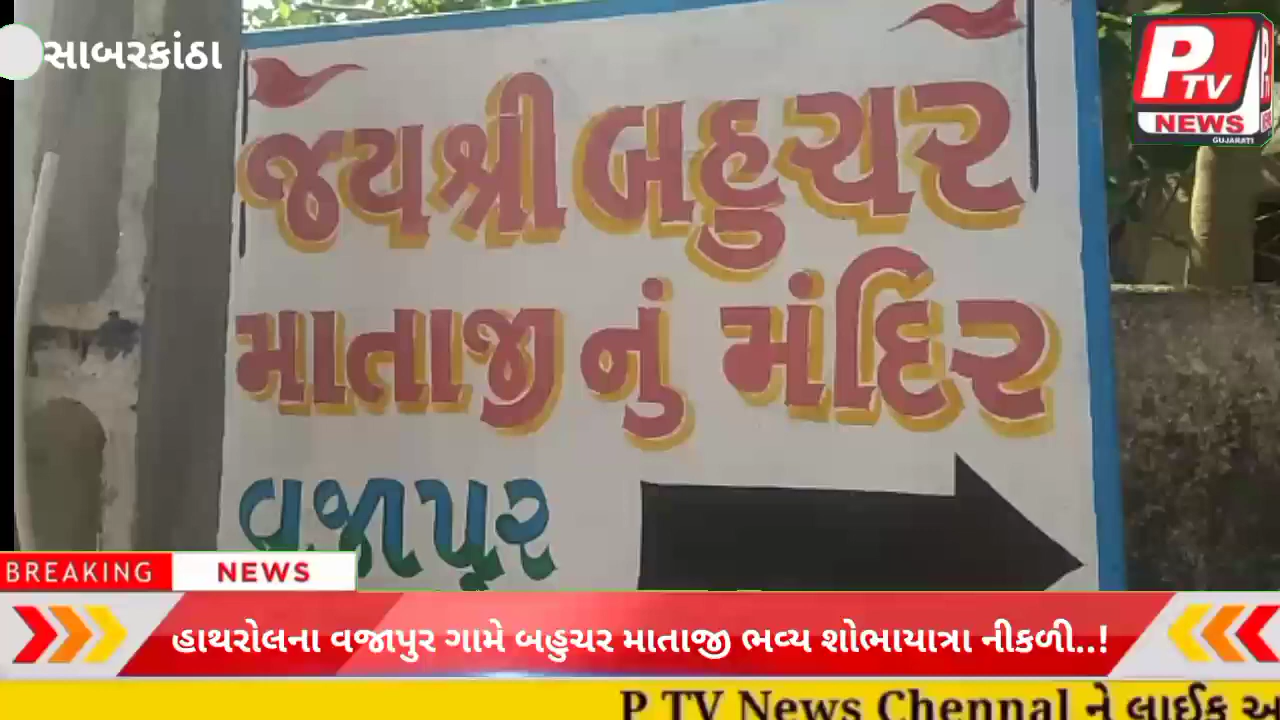 સાબરકાંઠા
P TV
NEWS
GUJARATI
જયશ્રી બહુચર
માતાજી નું મંદિર
વજાપુર
BREAKING NEWS
હાથરોલના વજાપુર ગામે બહુચર માતાજી ભવ્ય શોભાયાત્રા નીકળી..!
P TV News Chennal ને લાઈક અ